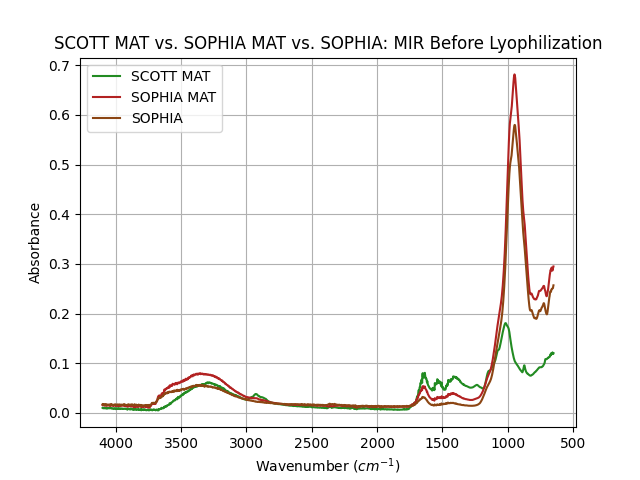 SCOTT MAT vs. SOPHIA MAT vs. SOPHIA: MIR Before Lyophilization
SCOTT MAT
SOPHIA MAT
SOPHIA
Absorbance
0.7
0.6
0.5
0.4
0.3
0.2
0.1
0.0
4000 3500 3000 2500 2000 1500 1000 500
Wavenumber (cm⁻¹)